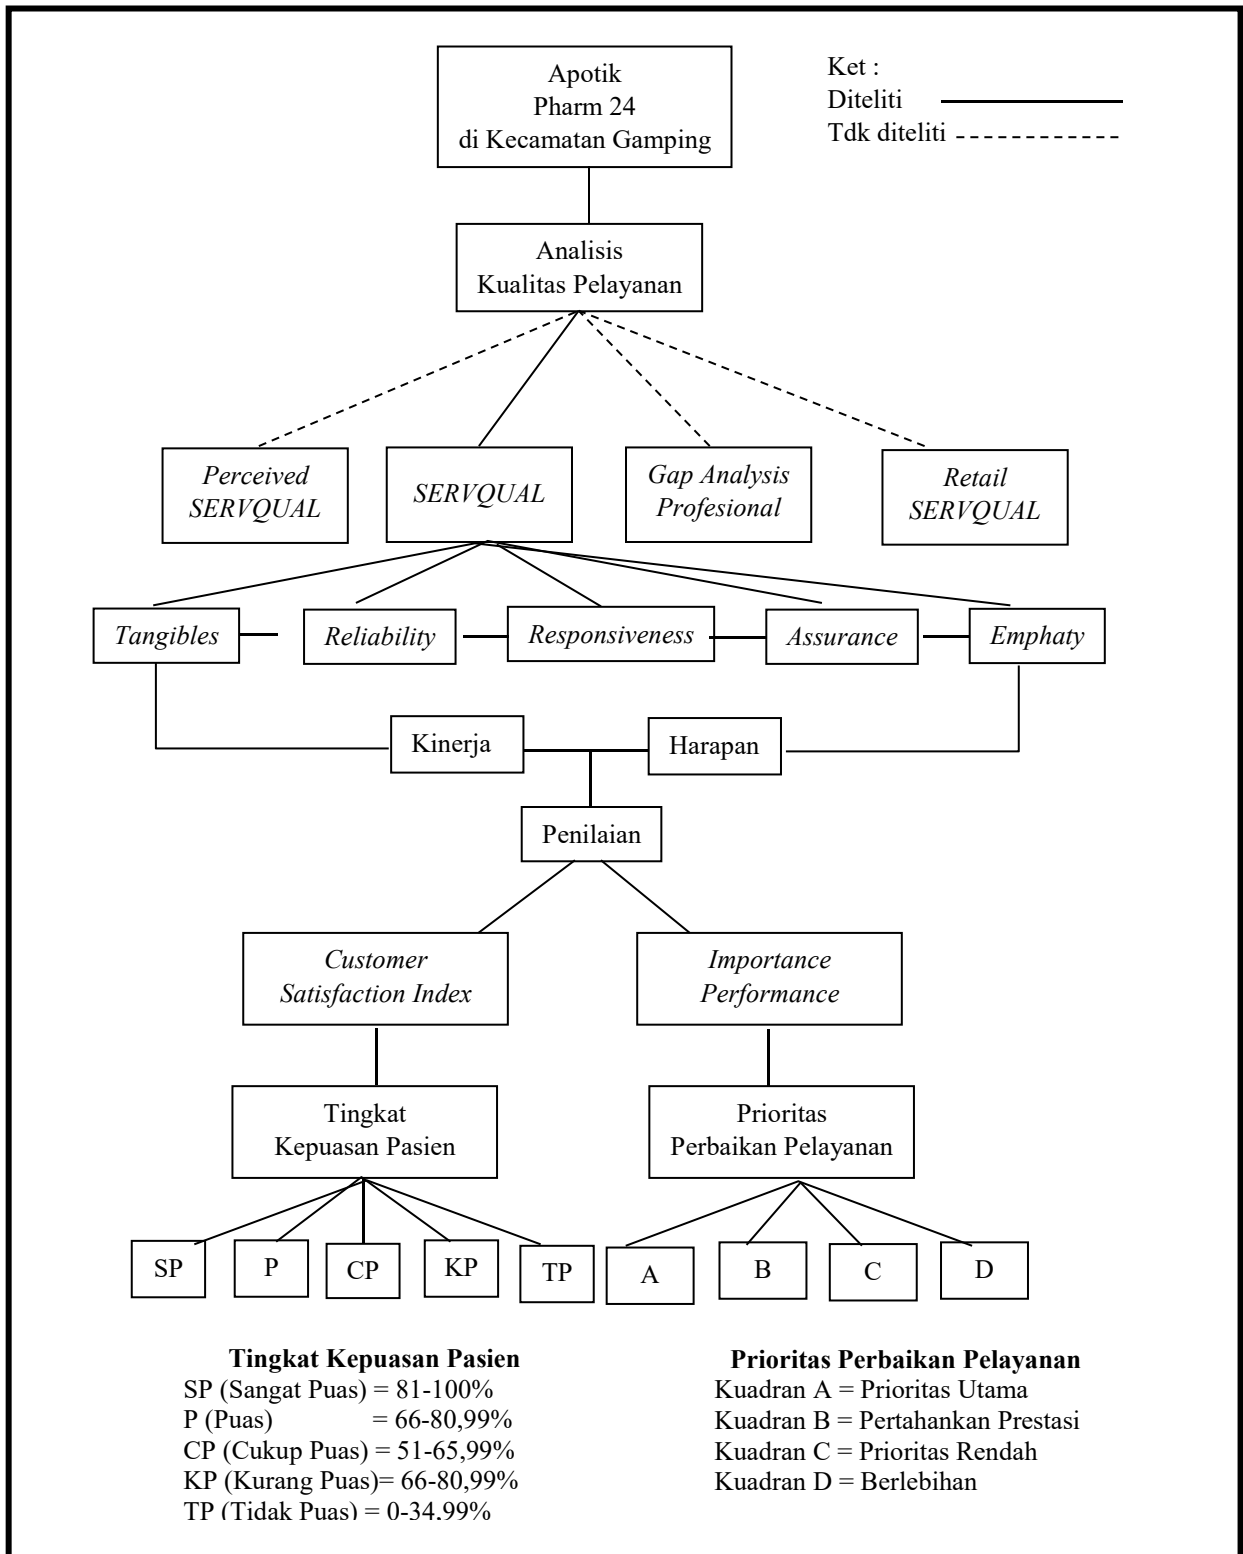 Apotik
Pharm 24
di Kecamatan Gamping
Ket :
Diteliti
Tdk diteliti
Analisis
Kualitas Pelayanan
Perceived
SERVQUAL
SERVQUAL
Gap Analysis
Profesional
Retail
SERVQUAL
Tangibles
Reliability
Responsiveness
Assurance
Emphaty
Kinerja
Harapan
Penilaian
Customer
Satisfaction Index
Importance
Performance
Tingkat
Kepuasan Pasien
Prioritas
Perbaikan Pelayanan
SP
P
CP
KP
TP
A
B
C
D
Tingkat Kepuasan Pasien
SP (Sangat Puas) = 81-100%
P (Puas) = 66-80,99%
CP (Cukup Puas) = 51-65,99%
KP (Kurang Puas)= 66-80,99%
TP (Tidak Puas) = 0-34,99%
Prioritas Perbaikan Pelayanan
Kuadran A = Prioritas Utama
Kuadran B = Pertahankan Prestasi
Kuadran C = Prioritas Rendah
Kuadran D = Berlebihan